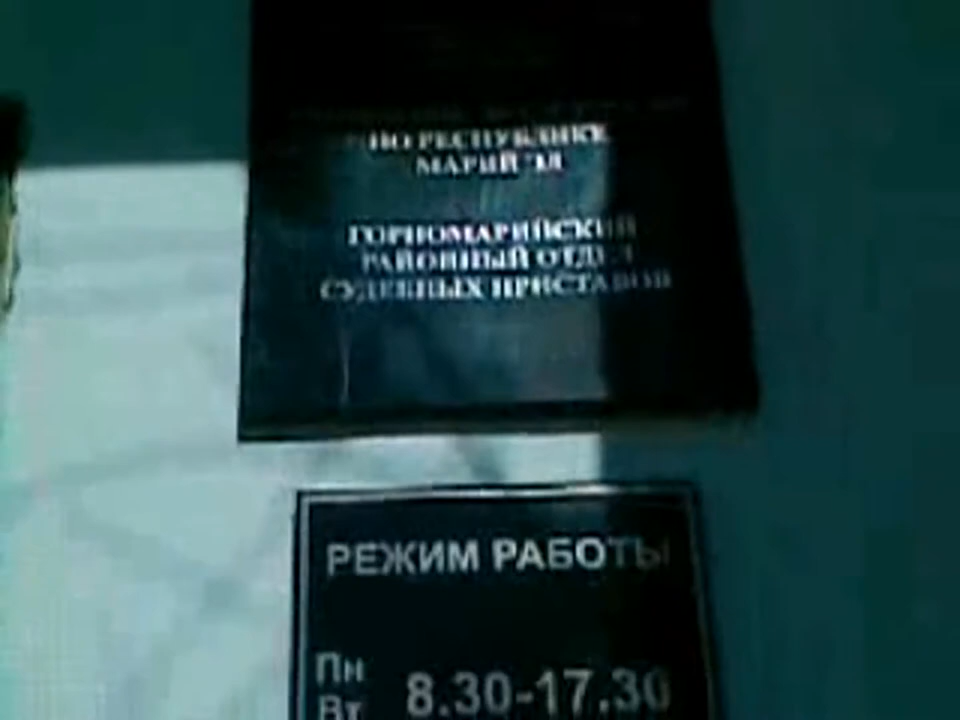 ПО РЕСПУБЛИКЕ
МАРИЙ ЭЛ
ГОРНОМАРИЙСКИЙ
РАЙОННЫЙ ОТДЕЛ
СУДЕБНЫХ ПРИСТАВОВ
РЕЖИМ РАБОТЫ
Пн
Вт
8.30-17.30